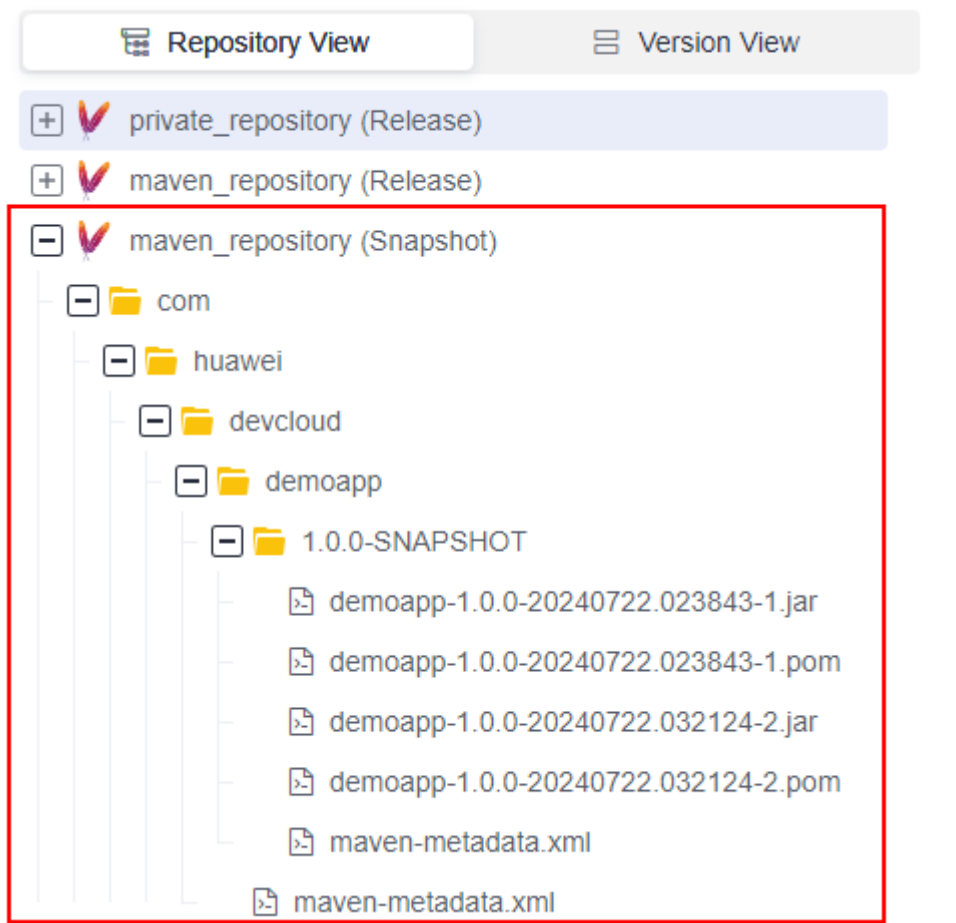 Repository View Version View
private_repository (Release)
maven_repository (Release)
maven_repository (Snapshot)
com
huawei
devcloud
demoapp
1.0.0-SNAPSHOT
demoapp-1.0.0-20240722.023843-1.jar
demoapp-1.0.0-20240722.023843-1.pom
demoapp-1.0.0-20240722.032124-2.jar
demoapp-1.0.0-20240722.032124-2.pom
maven-metadata.xml
maven-metadata.xml